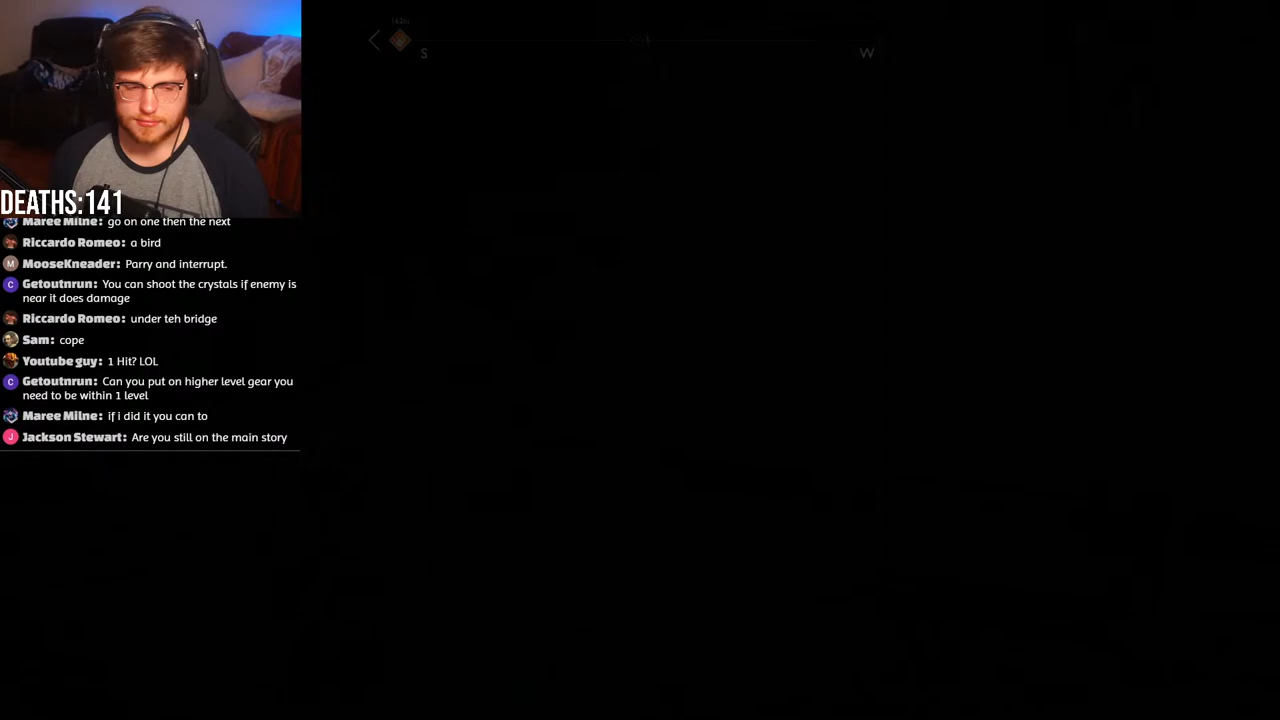 S
W
DEATHS:141
Maree Milne: go on one then the next
Riccardo Romeo: a bird
M MooseKneader: Parry and interrupt.
C Getoutnrun: You can shoot the crystals if enemy is
near it does damage
Riccardo Romeo: under teh bridge
Sam: cope
Youtube guy: 1 Hit? LOL
C Getoutnrun: Can you put on higher level gear you
need to be within 1 level
Maree Milne: if i did it you can to
J Jackson Stewart: Are you still on the main story